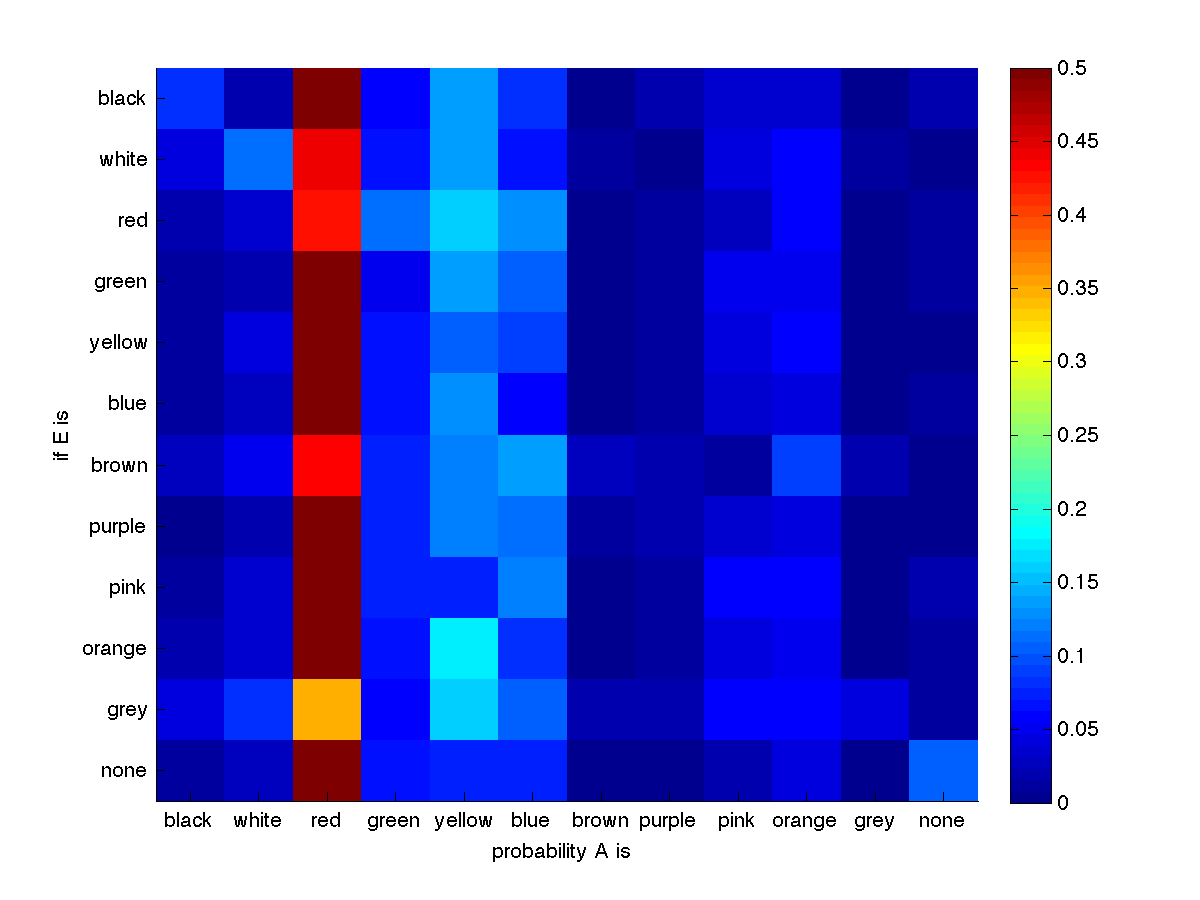 black
white
red
green
yellow
blue
brown
purple
pink
orange
grey
none
if E is
black white red green yellow blue brown purple pink orange grey none
probability A is
0.5
0.45
0.4
0.35
0.3
0.25
0.2
0.15
0.1
0.05
0